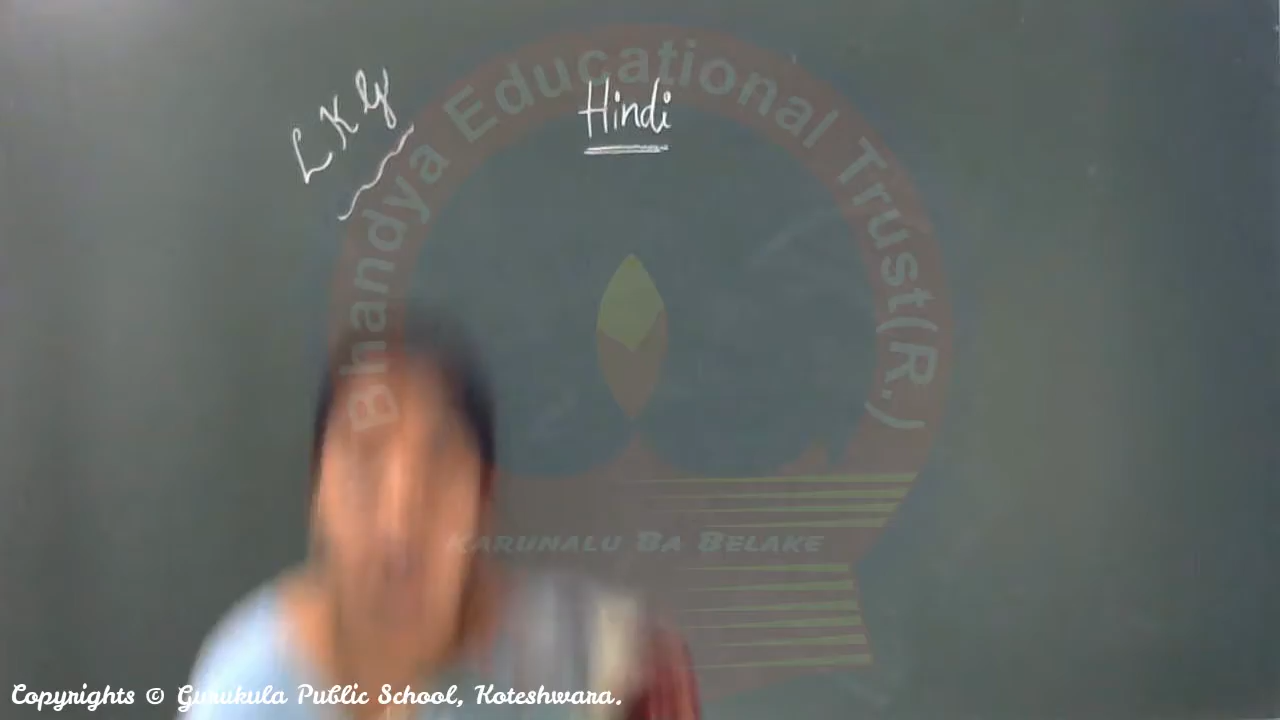 LKG
Hindi
Bhandya Educational Trust(R.)
KARUNALU BA BELAKE
Copyrights © Gurukula Public School, Koteshwara.